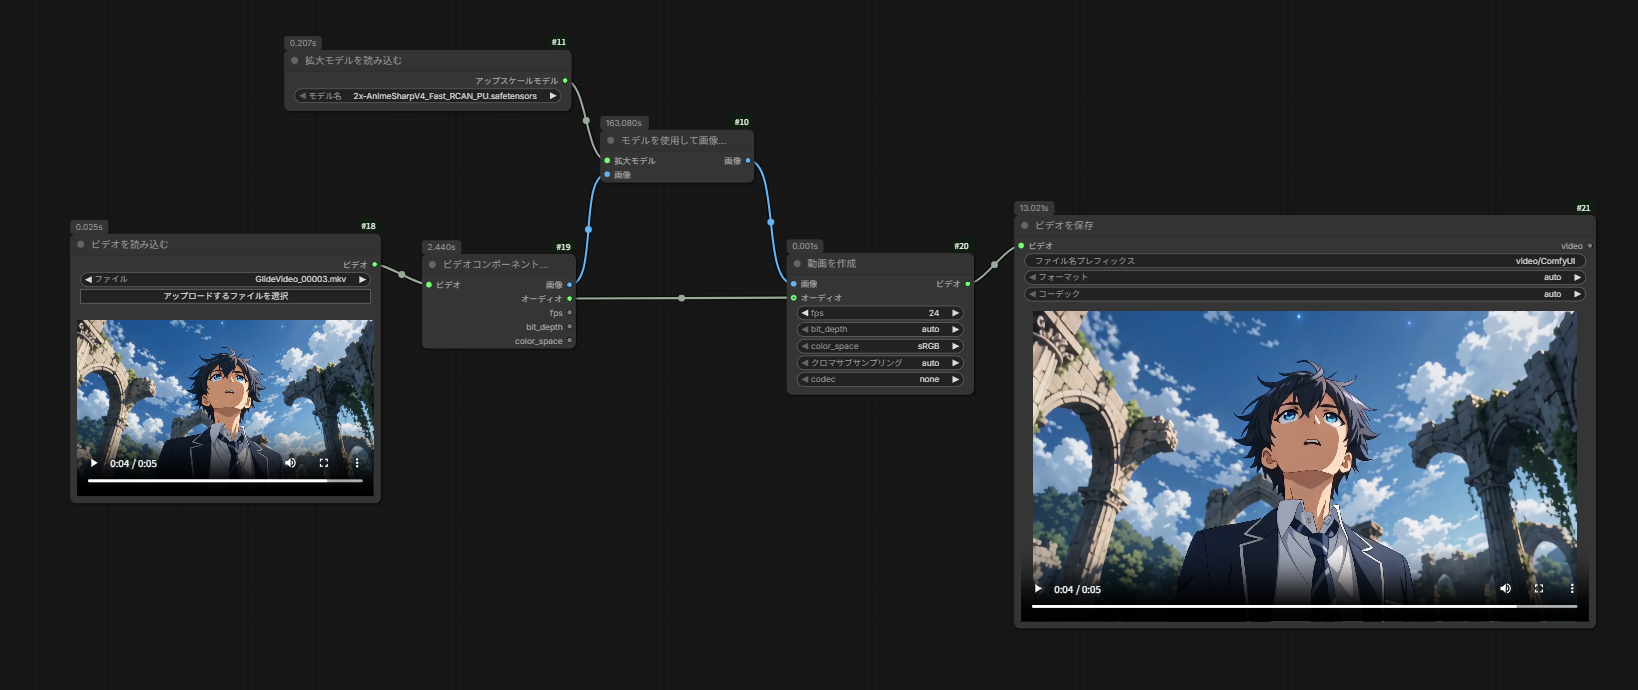 0.207s
#11
拡大モデルを読み込む
アップスケールモデル
モデル名 2x-AnimeSharpV4_Fast_RCAN_PU.safetensors
163.080s
#10
モデルを使用して画像...
拡大モデル 画像
画像
0.025s
#18
ビデオを読み込む
ビデオ
ファイル GlideVideo_00003.mkv
アップロードするファイルを選択
0:04 / 0:05
2.440s
#19
ビデオコンポーネント...
ビデオ 画像
オーディオ
fps
bit_depth
color_space
0.001s
#20
動画を作成
画像 ビデオ
オーディオ
fps 24
bit_depth auto
color_space sRGB
クロマサブサンプリング auto
codec none
13.021s
#21
ビデオを保存
ビデオ video
ファイル名プレフィックス video/ComfyUI
フォーマット auto
コーデック auto
0:04 / 0:05